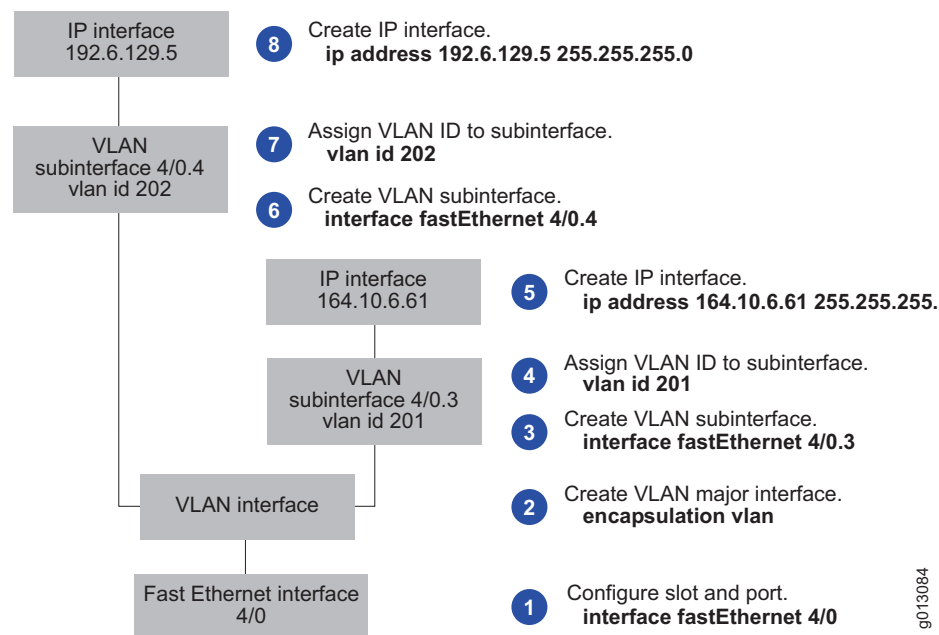 IP interface
192.6.129.5
8
Create IP interface.
ip address 192.6.129.5 255.255.255.0
VLAN
subinterface 4/0.4
vlan id 202
7
Assign VLAN ID to subinterface.
vlan id 202
6
Create VLAN subinterface.
interface fastEthernet 4/0.4
IP interface
164.10.6.61
5
Create IP interface.
ip address 164.10.6.61 255.255.255.
VLAN
subinterface 4/0.3
vlan id 201
4
Assign VLAN ID to subinterface.
vlan id 201
3
Create VLAN subinterface.
interface fastEthernet 4/0.3
VLAN interface
2
Create VLAN major interface.
encapsulation vlan
Fast Ethernet interface
4/0
1
Configure slot and port.
interface fastEthernet 4/0
g013084